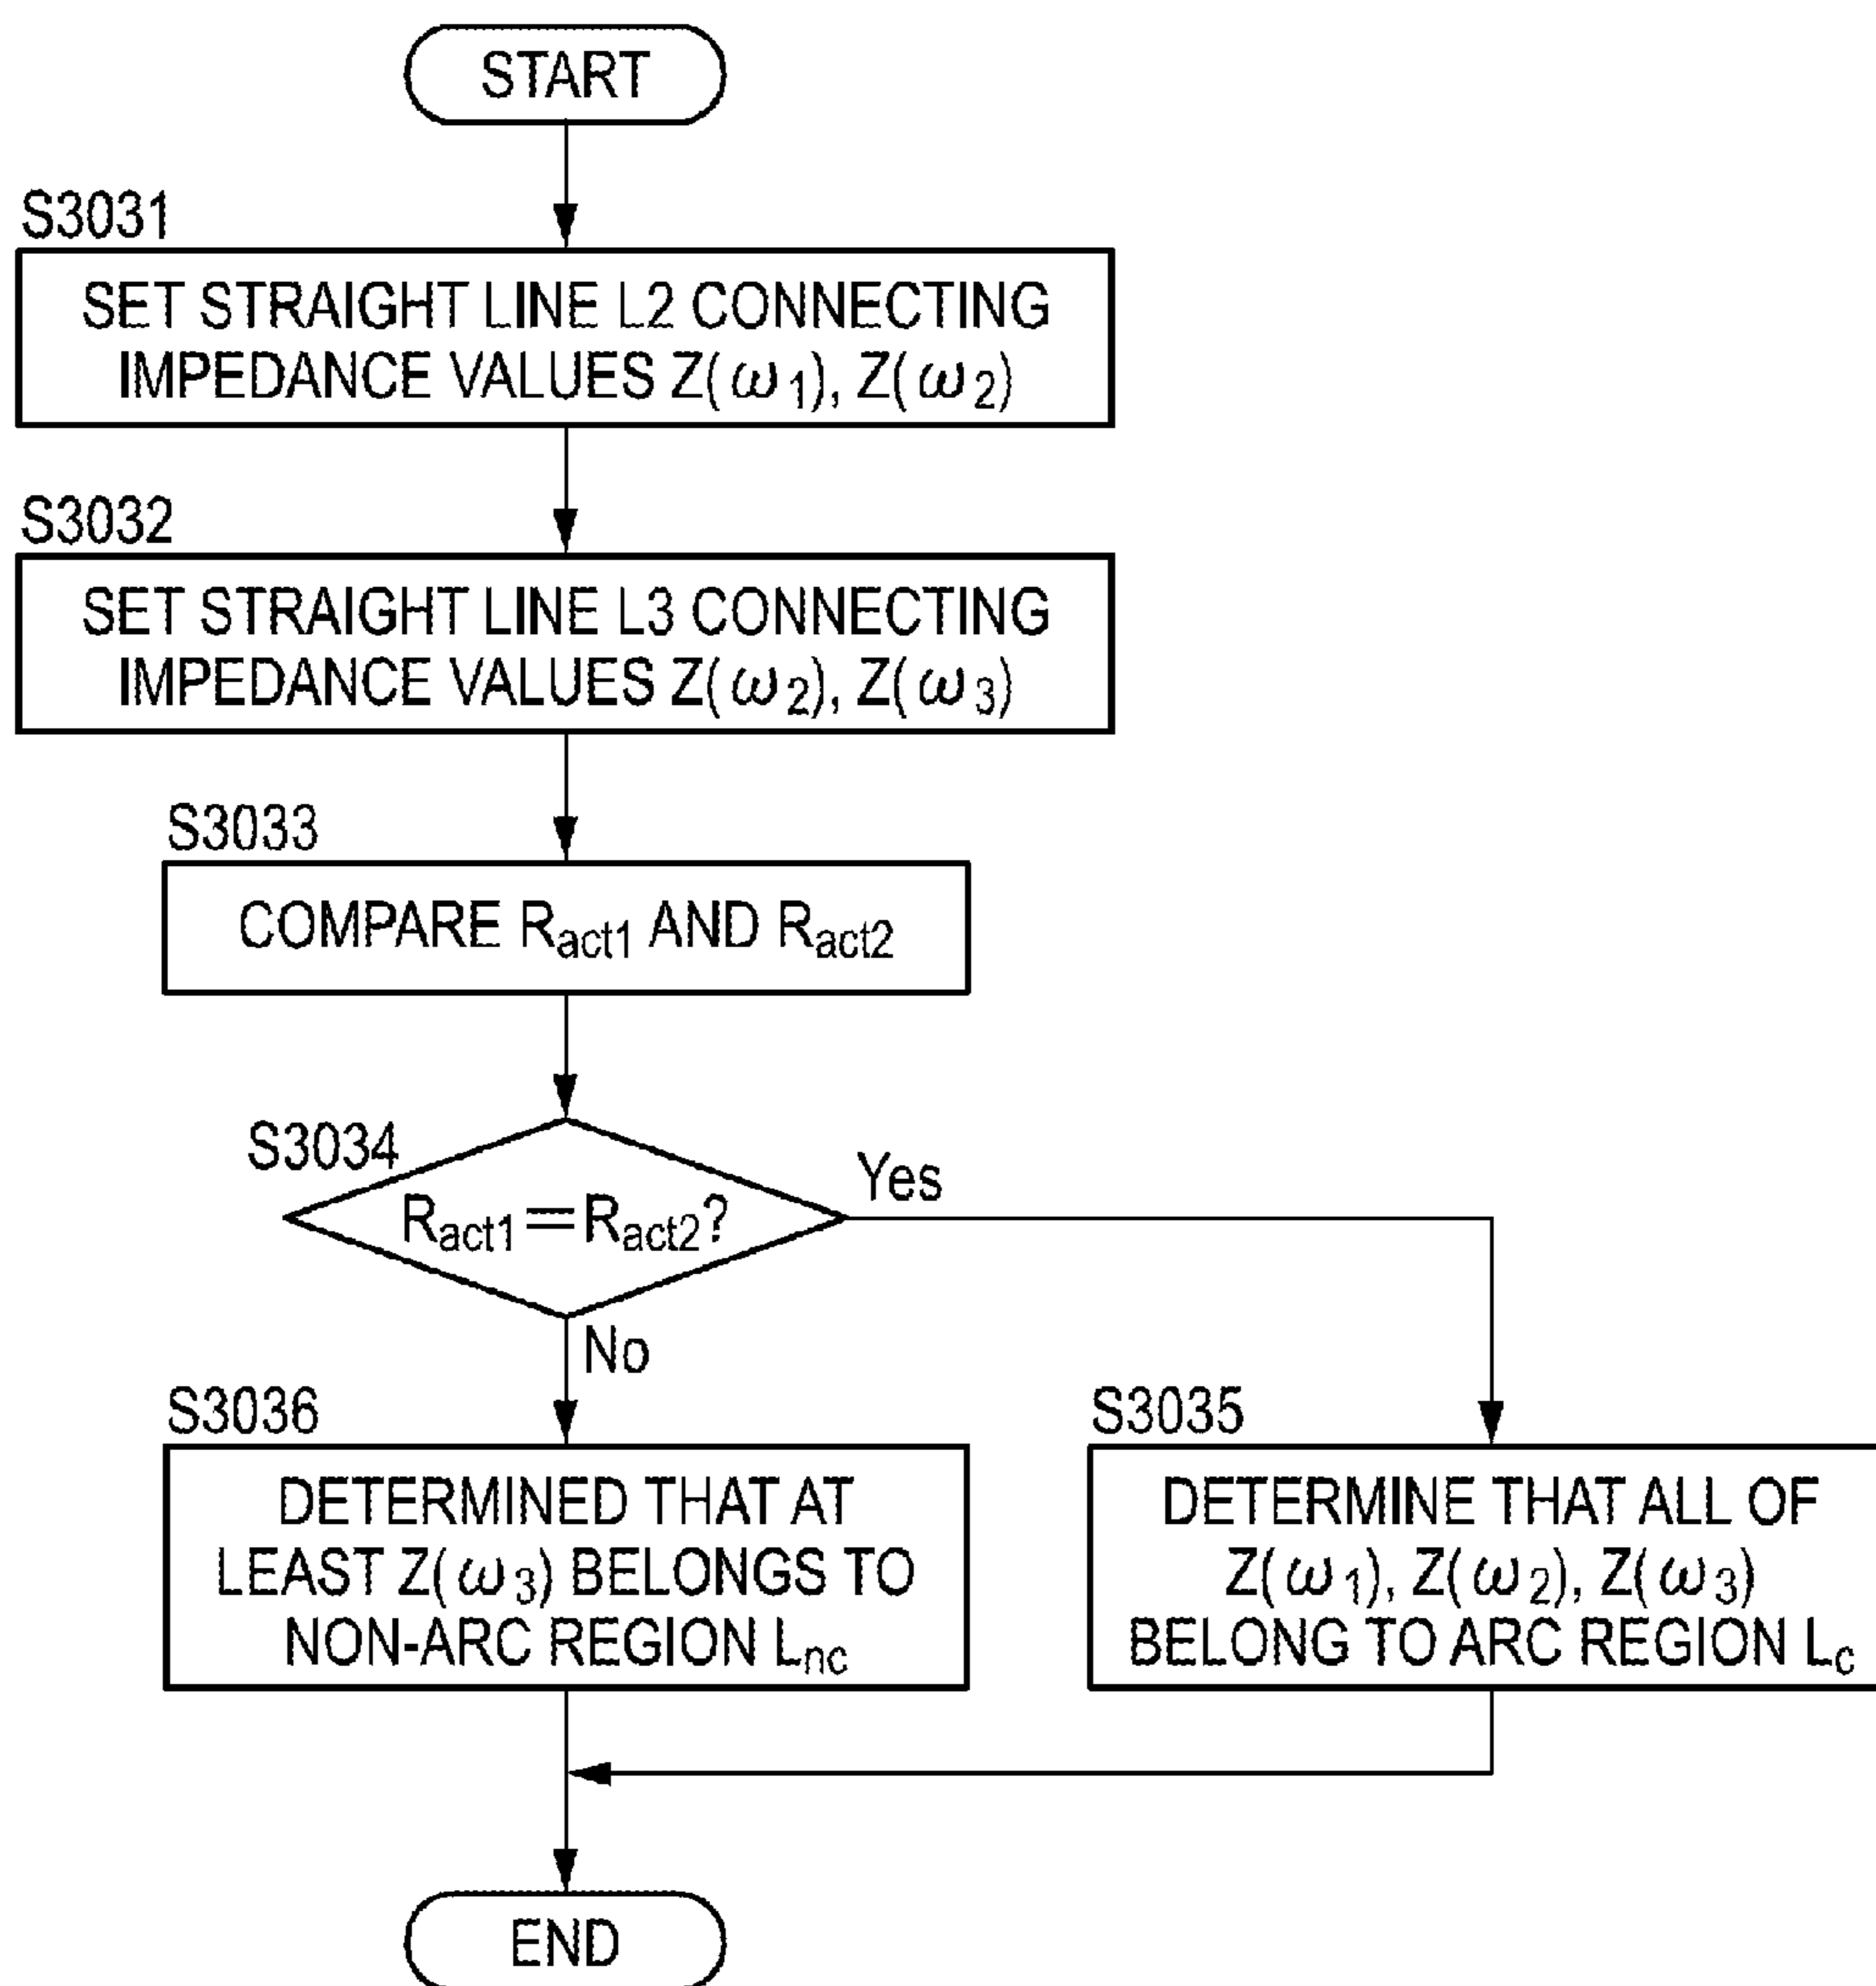 START
S3031
SET STRAIGHT LINE L2 CONNECTING
IMPEDANCE VALUES Z(ω1), Z(ω2)
S3032
SET STRAIGHT LINE L3 CONNECTING
IMPEDANCE VALUES Z(ω2), Z(ω3)
S3033
COMPARE Ract1 AND Ract2
S3034
Ract1=Ract2?
Yes
No
S3036
DETERMINED THAT AT
LEAST Z(ω3) BELONGS TO
NON-ARC REGION Lnc
S3035
DETERMINE THAT ALL OF
Z(ω1), Z(ω2), Z(ω3)
BELONG TO ARC REGION Lc
END